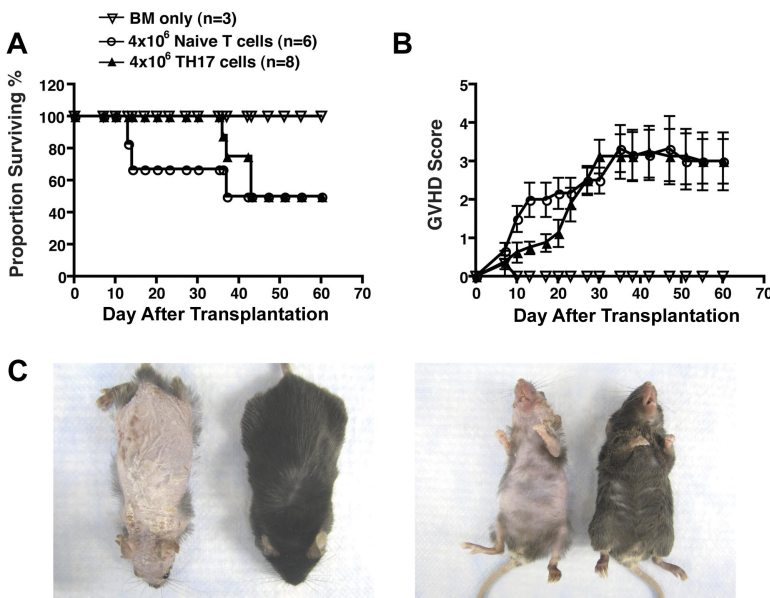 BM only (n=3)
4x10⁶ Naive T cells (n=6)
4x10⁶ TH17 cells (n=8)
A
B
Proportion Surviving %
120
100
80
60
40
20
0
0 10 20 30 40 50 60 70
Day After Transplantation
GVHD Score
5
4
3
2
1
0
0 10 20 30 40 50 60 70
Day After Transplantation
C